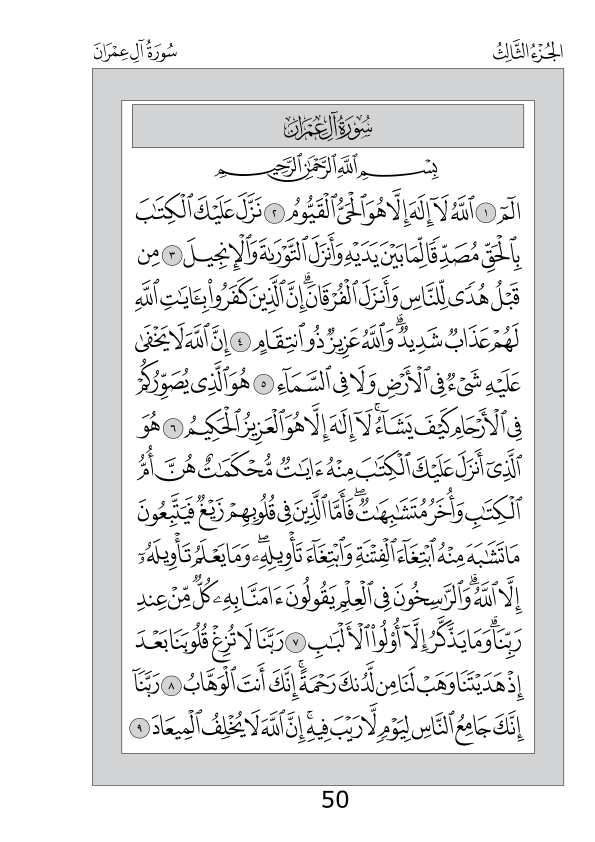 الجُزْءُ الثَّالِثُ
سُورَةُ آلِ عِمْرَانَ
سُورَةُ آلِ عِمْرَانَ
بِسْمِ ٱللَّهِ ٱلرَّحْمَٰنِ ٱلرَّحِيمِ
الٓمٓ ١ ٱللَّهُ لَآ إِلَٰهَ إِلَّا هُوَ ٱلْحَىُّ ٱلْقَيُّومُ ٢ نَزَّلَ عَلَيْكَ ٱلْكِتَٰبَ
بِٱلْحَقِّ مُصَدِّقًا لِّمَا بَيْنَ يَدَيْهِ وَأَنزَلَ ٱلتَّوْرَىٰةَ وَٱلْإِنجِيلَ ٣ مِن
قَبْلُ هُدًى لِّلنَّاسِ وَأَنزَلَ ٱلْفُرْقَانَ ۗ إِنَّ ٱلَّذِينَ كَفَرُوا۟ بِـَٔايَٰتِ ٱللَّهِ
لَهُمْ عَذَابٌ شَدِيدٌ ۗ وَٱللَّهُ عَزِيزٌ ذُو ٱنتِقَامٍ ٤ إِنَّ ٱللَّهَ لَا يَخْفَىٰ
عَلَيْهِ شَىْءٌ فِى ٱلْأَرْضِ وَلَا فِى ٱلسَّمَآءِ ٥ هُوَ ٱلَّذِى يُصَوِّرُكُمْ
فِى ٱلْأَرْحَامِ كَيْفَ يَشَآءُ ۚ لَآ إِلَٰهَ إِلَّا هُوَ ٱلْعَزِيزُ ٱلْحَكِيمُ ٦ هُوَ
ٱلَّذِىٓ أَنزَلَ عَلَيْكَ ٱلْكِتَٰبَ مِنْهُ ءَايَٰتٌ مُّحْكَمَٰتٌ هُنَّ أُمُّ
ٱلْكِتَٰبِ وَأُخَرُ مُتَشَٰبِهَٰتٌ ۖ فَأَمَّا ٱلَّذِينَ فِى قُلُوبِهِمْ زَيْغٌ فَيَتَّبِعُونَ
مَا تَشَٰبَهَ مِنْهُ ٱبْتِغَآءَ ٱلْفِتْنَةِ وَٱبْتِغَآءَ تَأْوِيلِهِۦ ۗ وَمَا يَعْلَمُ تَأْوِيلَهُۥٓ
إِلَّا ٱللَّهُ ۗ وَٱلرَّٰسِخُونَ فِى ٱلْعِلْمِ يَقُولُونَ ءَامَنَّا بِهِۦ كُلٌّ مِّنْ عِندِ
رَبِّنَا ۗ وَمَا يَذَّكَّرُ إِلَّآ أُو۟لُوا۟ ٱلْأَلْبَٰبِ ٧ رَبَّنَا لَا تُزِغْ قُلُوبَنَا بَعْدَ
إِذْ هَدَيْتَنَا وَهَبْ لَنَا مِن لَّدُنكَ رَحْمَةً ۚ إِنَّكَ أَنتَ ٱلْوَهَّابُ ٨ رَبَّنَآ
إِنَّكَ جَامِعُ ٱلنَّاسِ لِيَوْمٍ لَّا رَيْبَ فِيهِ ۚ إِنَّ ٱللَّهَ لَا يُخْلِفُ ٱلْمِيعَادَ ٩
50